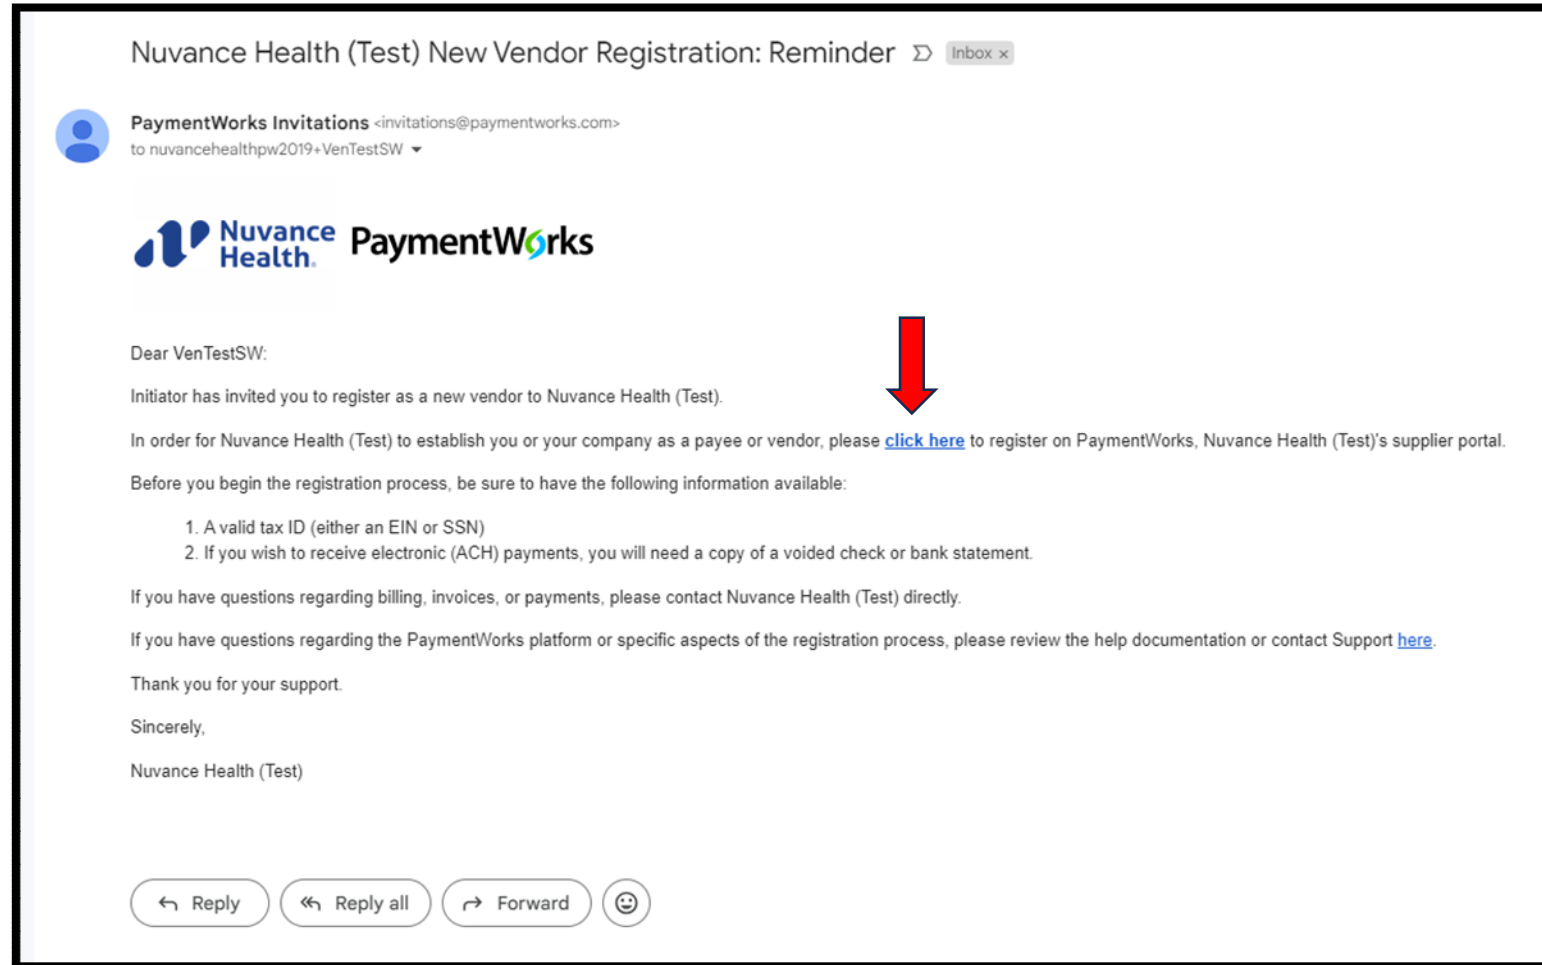 Nuvance Health (Test) New Vendor Registration: Reminder Inbox ×
PaymentWorks Invitations <invitations@paymentworks.com>
to nuvancehealthpw2019+VenTestSW
Nuvance
Health. PaymentWorks
Dear VenTestSW:
Initiator has invited you to register as a new vendor to Nuvance Health (Test).
In order for Nuvance Health (Test) to establish you or your company as a payee or vendor, please click here to register on PaymentWorks, Nuvance Health (Test)'s supplier portal.
Before you begin the registration process, be sure to have the following information available:
1. A valid tax ID (either an EIN or SSN)
2. If you wish to receive electronic (ACH) payments, you will need a copy of a voided check or bank statement.
If you have questions regarding billing, invoices, or payments, please contact Nuvance Health (Test) directly.
If you have questions regarding the PaymentWorks platform or specific aspects of the registration process, please review the help documentation or contact Support here.
Thank you for your support.
Sincerely,
Nuvance Health (Test)
Reply Reply all Forward